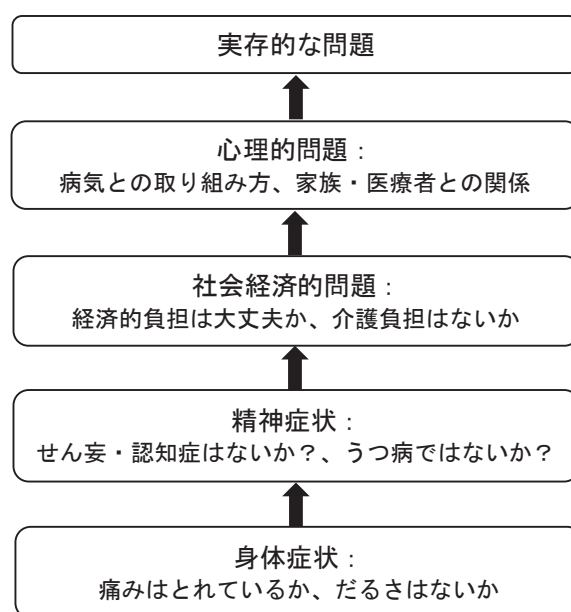 実存的な問題
心理的問題：
病気との取り組み方、家族・医療者との関係
社会経済的問題：
経済的負担は大丈夫か、介護負担はないか
精神症状：
せん妄・認知症はないか？、うつ病ではないか？
身体症状：
痛みはとれているか、だるさはないか